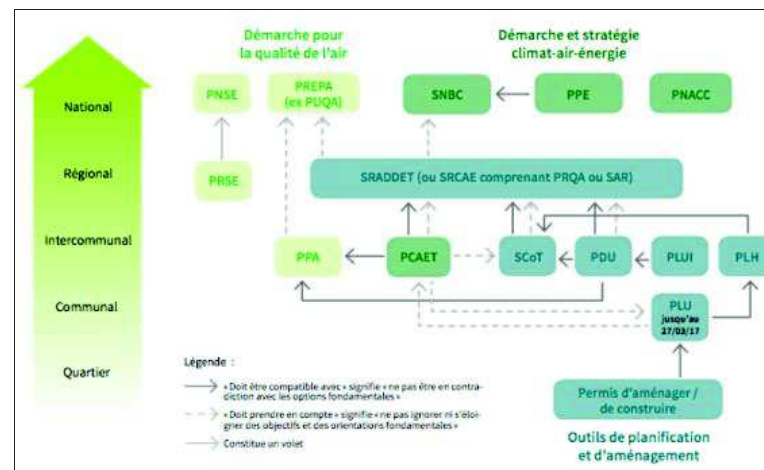 Démarche pour
la qualité de l'air
Démarche et stratégie
climat-air-énergie
National
PNSE
PREPA
(ex PUQA)
SNBC
PPE
PNACC
Régional
PRSE
SRADDET (ou SRCAE comprenant PRQA ou SAR)
Intercommunal
PPA
PCAET
SCoT
PDU
PLUI
PLH
Communal
PLU
jusqu'au
27/03/17
Quartier
Légende :
« Doit être compatible avec » signifie « ne pas être en contra-
diction avec les options fondamentales »
« Doit prendre en compte » signifie « ne pas ignorer ni s'éloi-
gner des objectifs et des orientations fondamentales »
Constitue un volet
Permis d'aménager /
de construire
Outils de planification
et d'aménagement